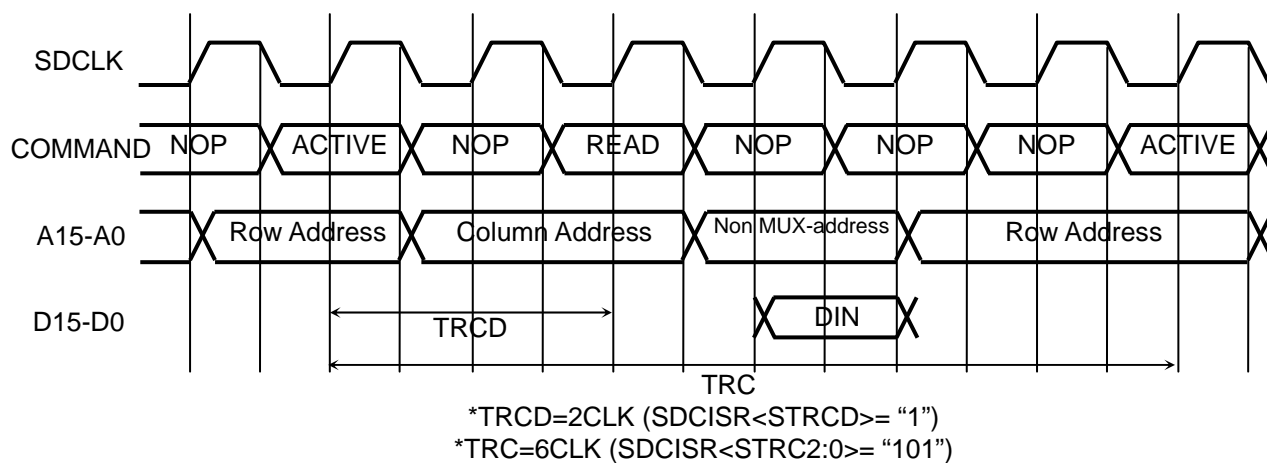 SDCLK
COMMAND NOP ACTIVE NOP READ NOP NOP NOP ACTIVE
A15-A0 Row Address Column Address Non MUX-address Row Address
D15-D0 DIN
TRCD
TRC
*TRCD=2CLK (SDCISR<STRCD>= “1”)
*TRC=6CLK (SDCISR<STRC2:0>= “101”)